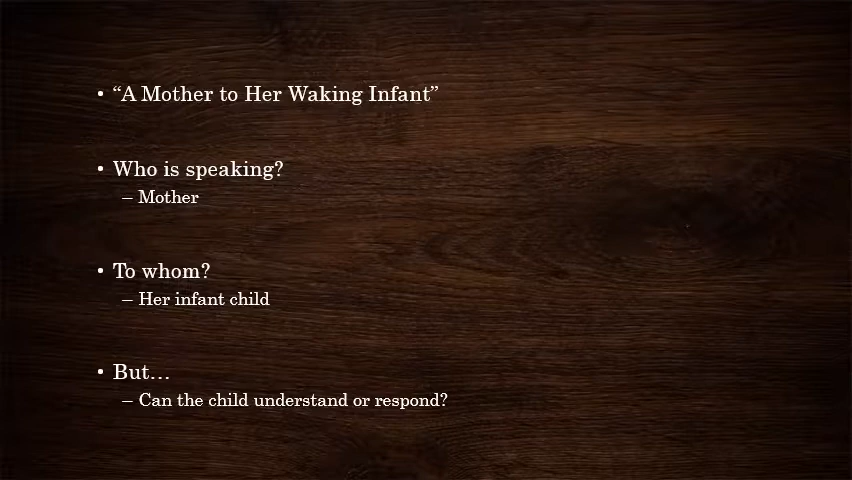 • “A Mother to Her Waking Infant”
• Who is speaking?
– Mother
• To whom?
– Her infant child
• But…
– Can the child understand or respond?